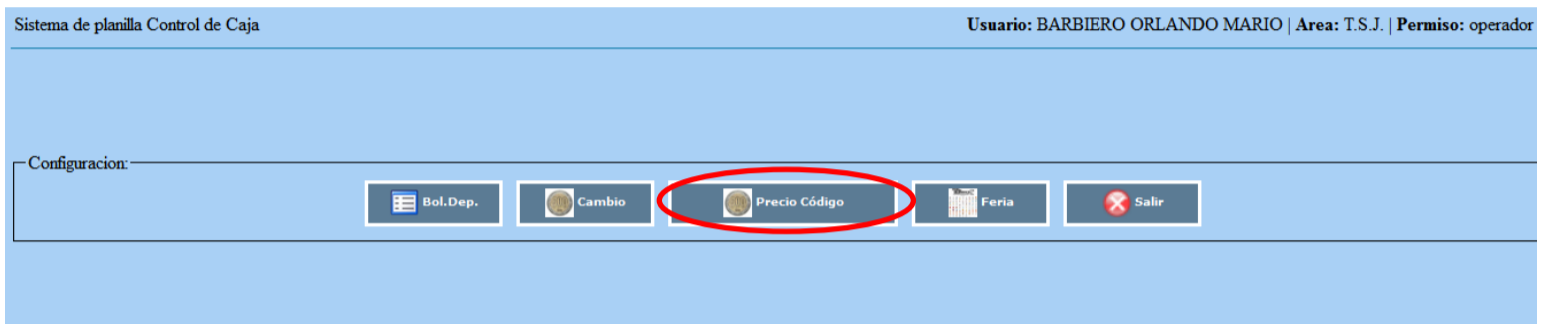 Sistema de planilla Control de Caja
Usuario: BARBIERO ORLANDO MARIO | Area: T.S.J. | Permiso: operador
Configuracion:
Bol.Dep.
Cambio
Precio Código
Feria
Salir